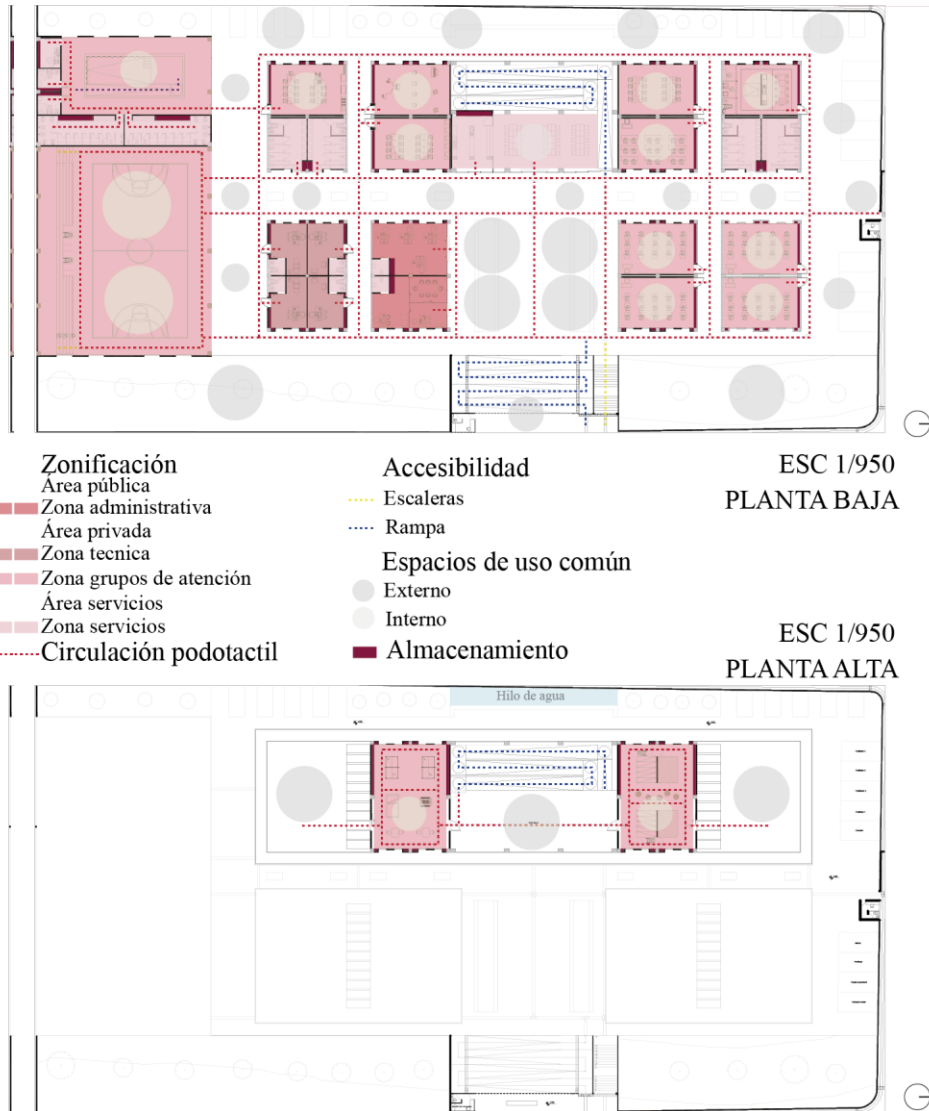 Zonificación
Área pública
Zona administrativa
Área privada
Zona tecnica
Zona grupos de atención
Área servicios
Zona servicios
Circulación podotactil
Accesibilidad
Escaleras
Rampa
Espacios de uso común
Externo
Interno
Almacenamiento
ESC 1/950
PLANTA BAJA
ESC 1/950
PLANTA ALTA
Hilo de agua